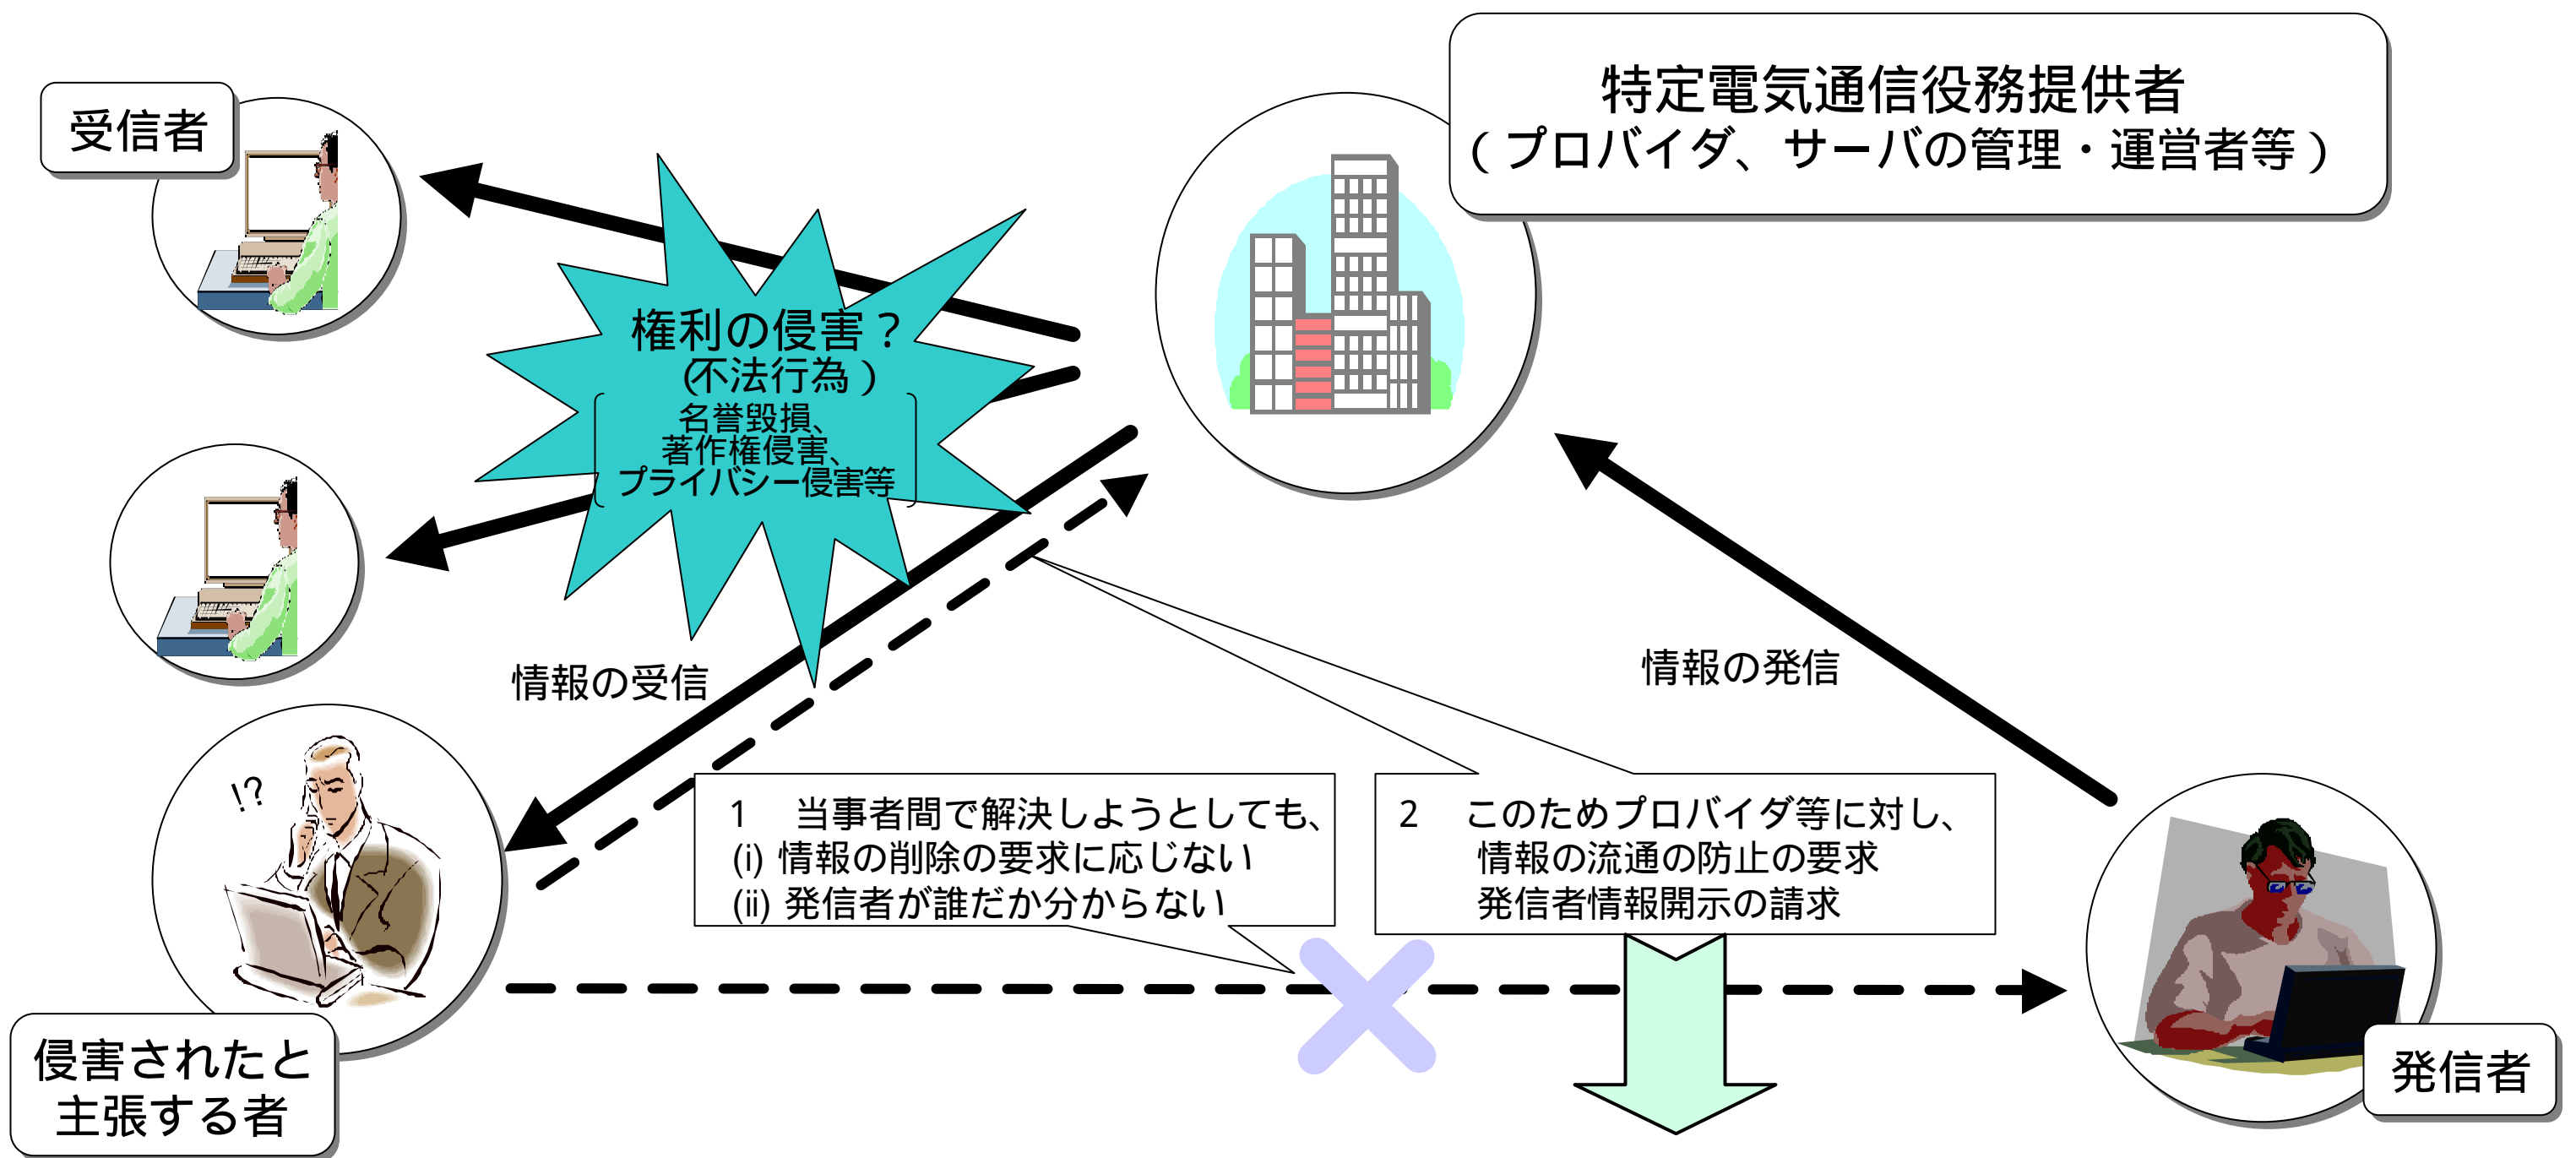 特定電気通信役務提供者
（プロバイダ、サーバの管理・運営者等）
受信者
権利の侵害？
(不法行為）
名誉毀損、
著作権侵害、
プライバシー侵害等
情報の受信
情報の発信
!?
1　当事者間で解決しようとしても、
(i) 情報の削除の要求に応じない
(ii) 発信者が誰だか分からない
2　このためプロバイダ等に対し、
情報の流通の防止の要求
発信者情報開示の請求
侵害されたと
主張する者
発信者